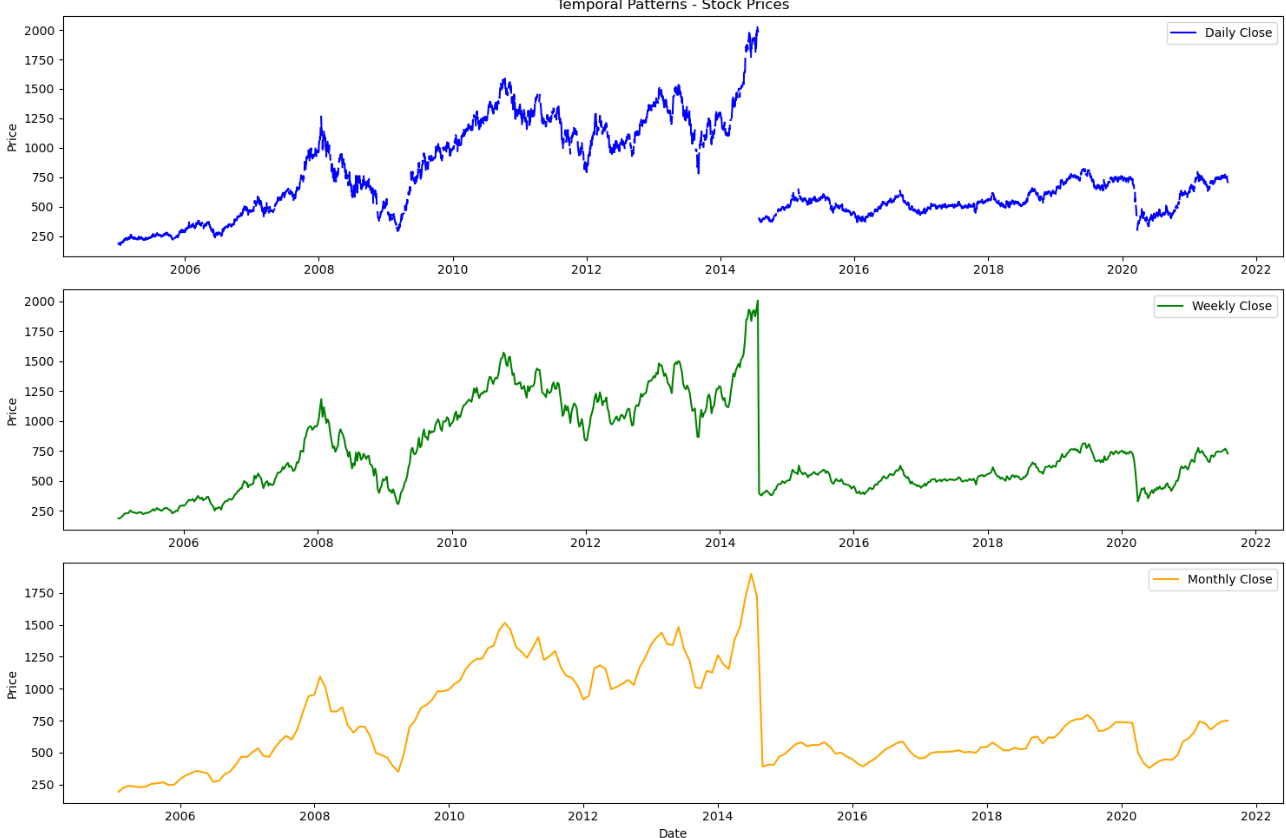 Temporal Patterns - Stock Prices
2000
1750
1500
1250
1000
750
500
250
Price
Daily Close
2006 2008 2010 2012 2014 2016 2018 2020 2022
2000
1750
1500
1250
1000
750
500
250
Price
Weekly Close
2006 2008 2010 2012 2014 2016 2018 2020 2022
1750
1500
1250
1000
750
500
250
Price
Monthly Close
2006 2008 2010 2012 2014 2016 2018 2020 2022
Date